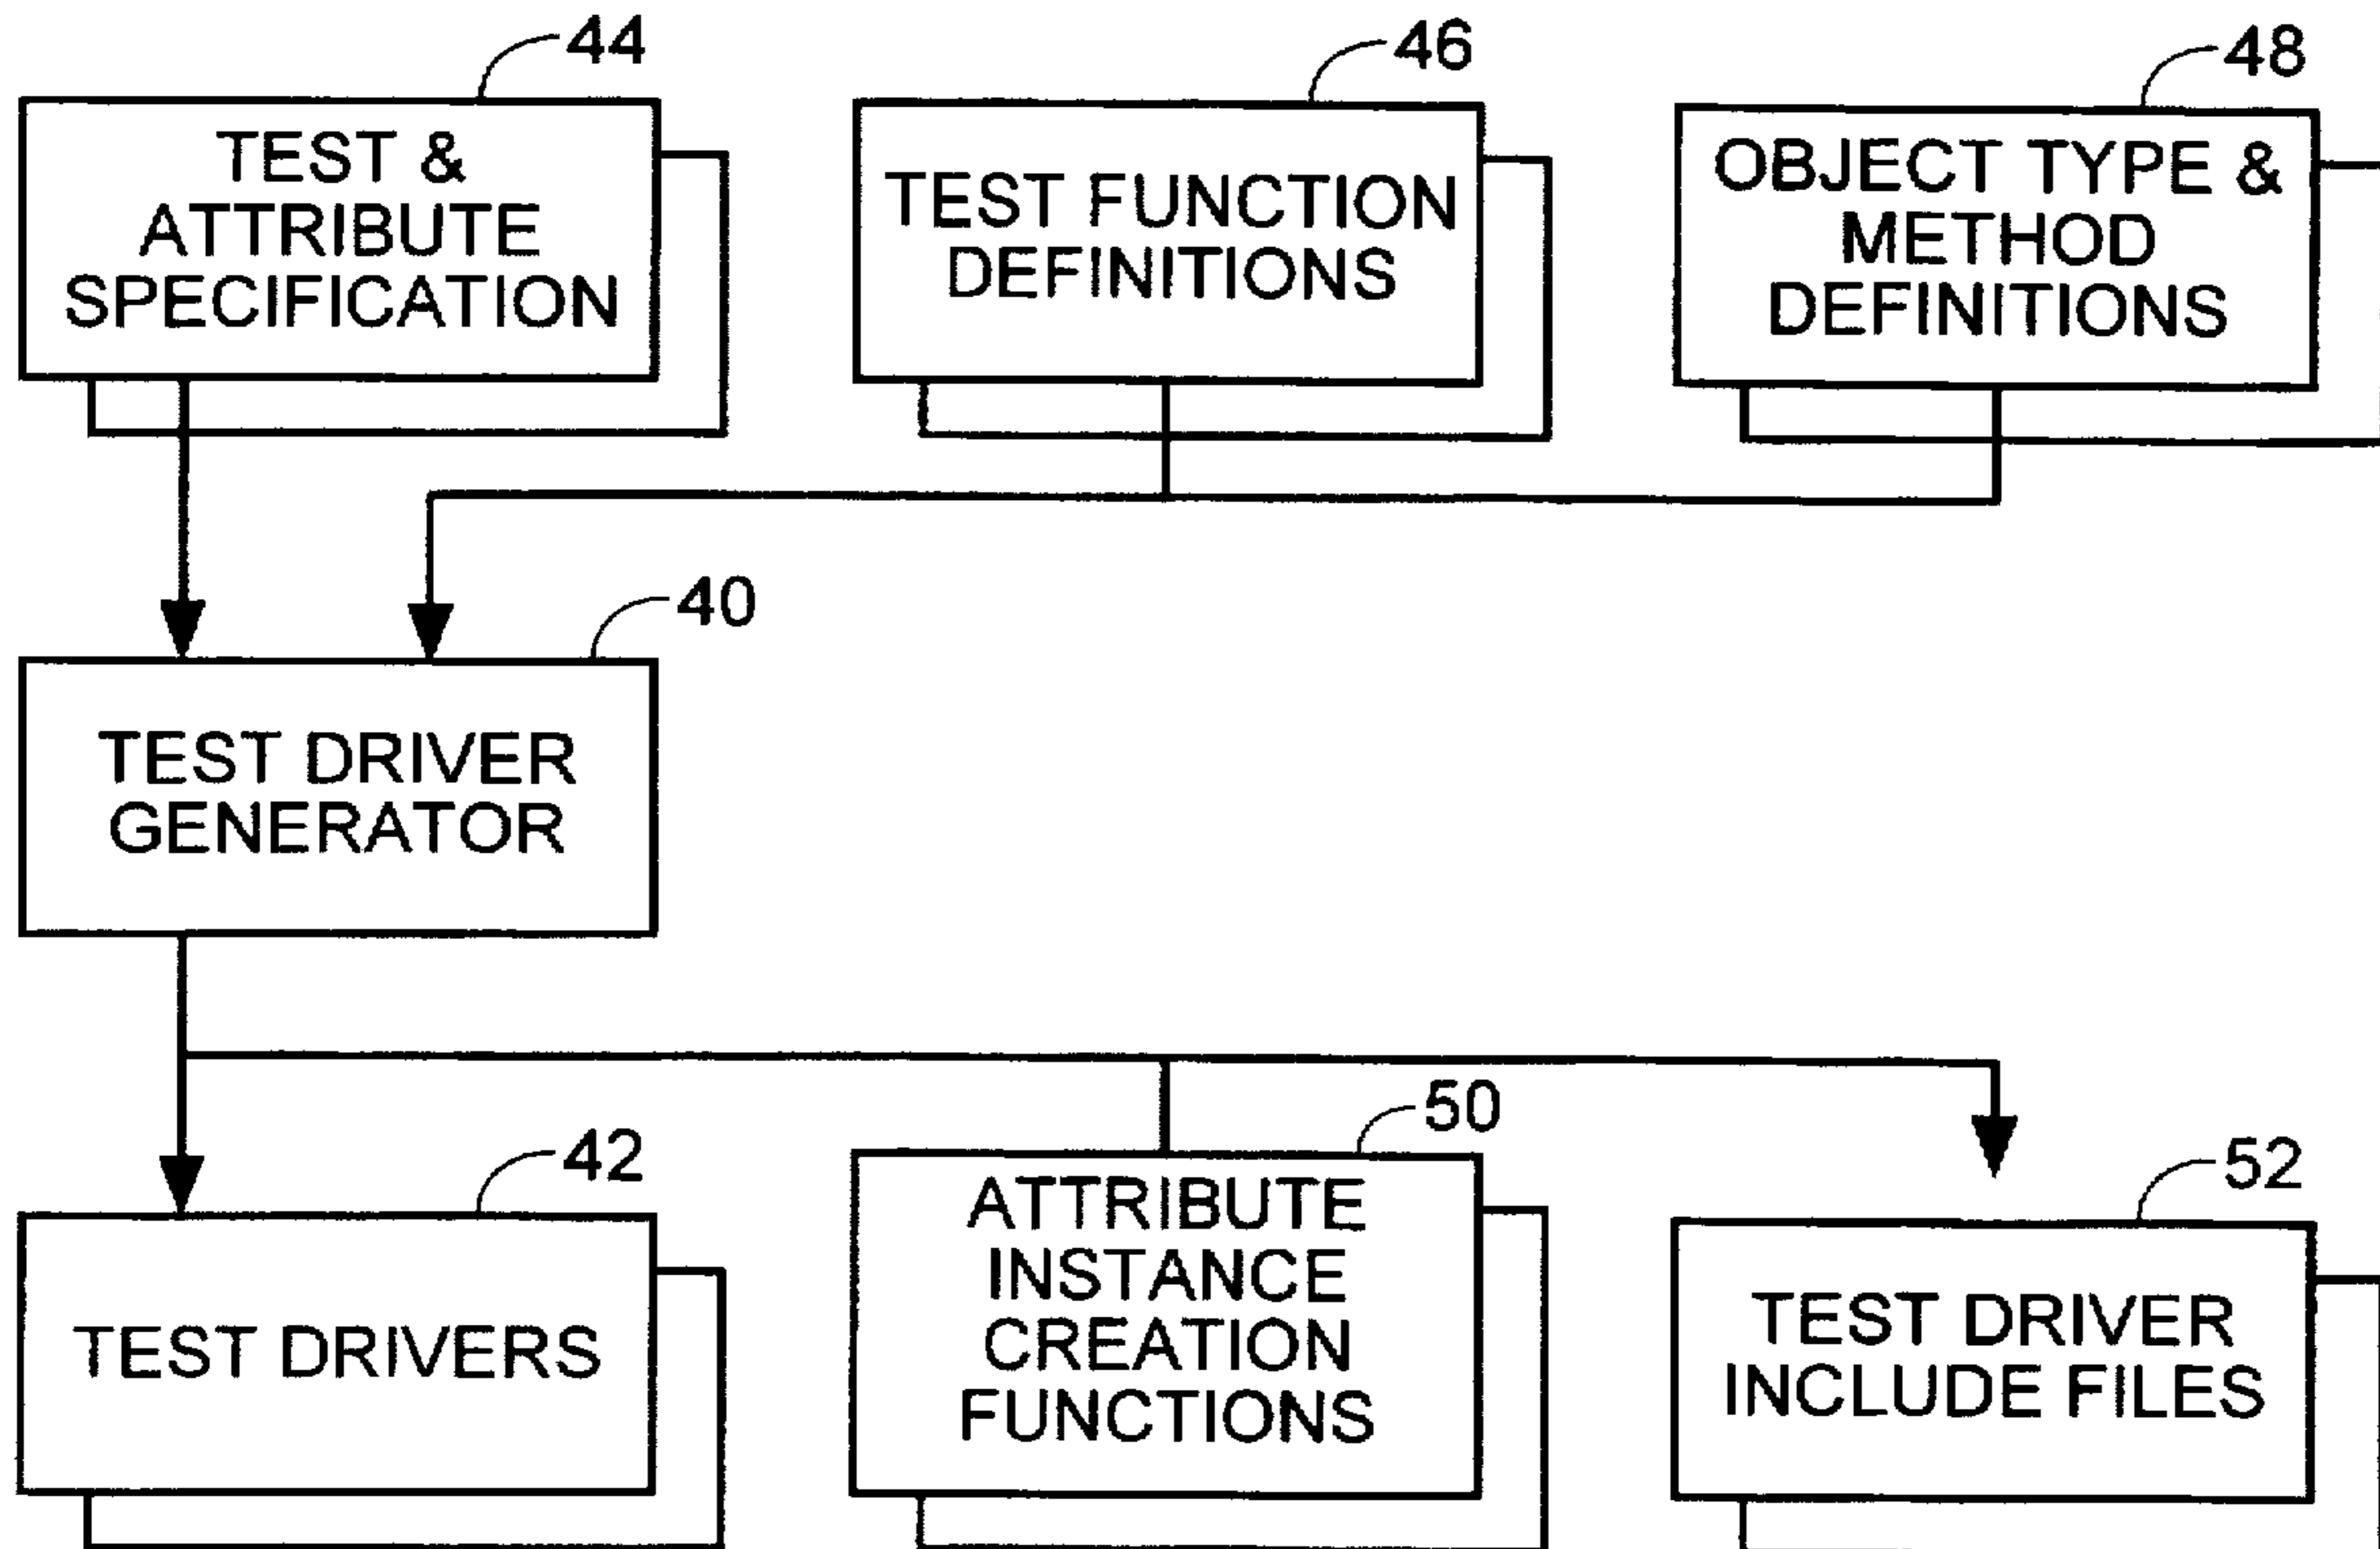 44
TEST &
ATTRIBUTE
SPECIFICATION
46
TEST FUNCTION
DEFINITIONS
48
OBJECT TYPE &
METHOD
DEFINITIONS
40
TEST DRIVER
GENERATOR
42
TEST DRIVERS
50
ATTRIBUTE
INSTANCE
CREATION
FUNCTIONS
52
TEST DRIVER
INCLUDE FILES